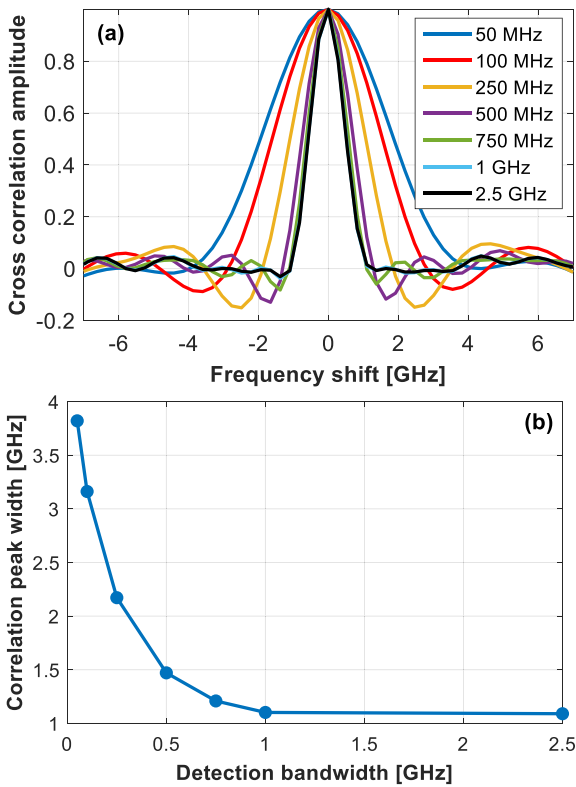 (a)
50 MHz
100 MHz
250 MHz
500 MHz
750 MHz
1 GHz
2.5 GHz
Cross correlation amplitude
0.8
0.6
0.4
0.2
0
-0.2
-6 -4 -2 0 2 4 6
Frequency shift [GHz]
(b)
Correlation peak width [GHz]
4
3.5
3
2.5
2
1.5
1
0 0.5 1 1.5 2 2.5
Detection bandwidth [GHz]